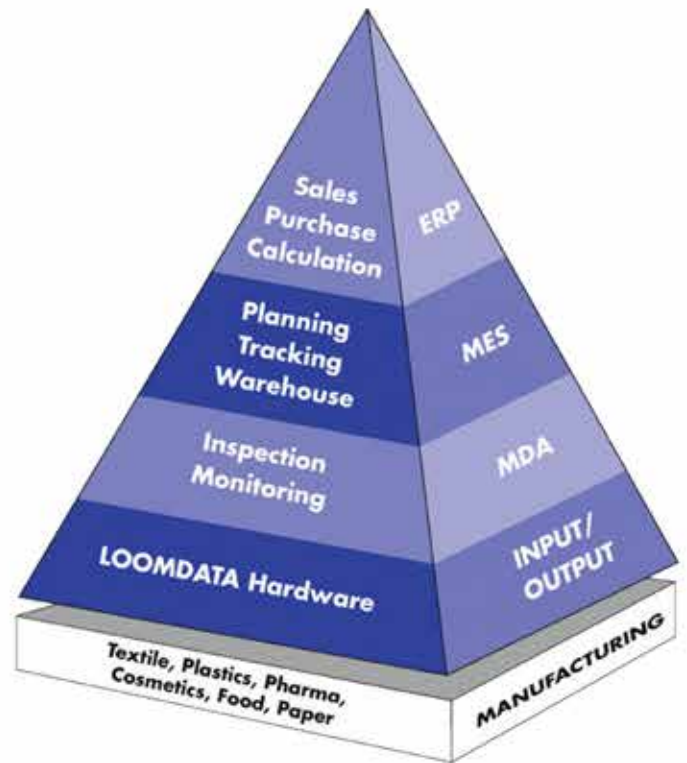 Sales
Purchase
Calculation
ERP
Planning
Tracking
Warehouse
MES
Inspection
Monitoring
MDA
LOOMDATA Hardware
INPUT/
OUTPUT
Textile, Plastics, Pharma,
Cosmetics, Food, Paper
MANUFACTURING